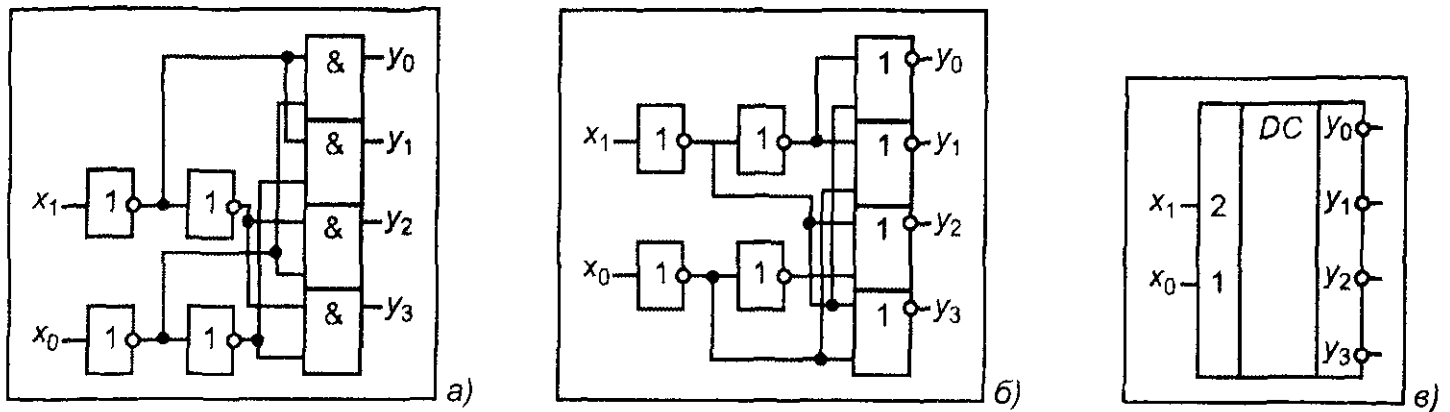 & y₀
& y₁
x₁ 1 1
& y₂
& y₃
x₀ 1 1
а)
1 y₀
x₁ 1 1
1 y₁
1 y₂
x₀ 1 1
1 y₃
б)
DC y₀
x₁ 2 y₁
x₀ 1 y₂
y₃
в)